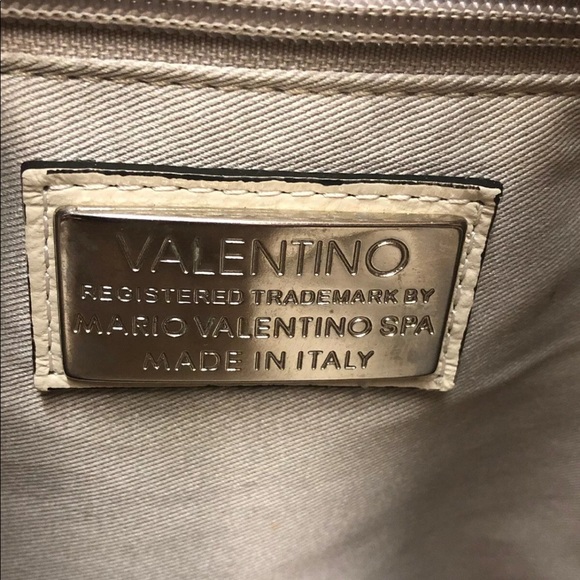 VALENTINO
REGISTERED TRADEMARK BY
MARIO VALENTINO SPA
MADE IN ITALY